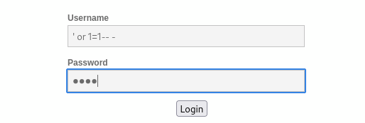 Username
' or 1=1-- -
Password
●●●●
Login